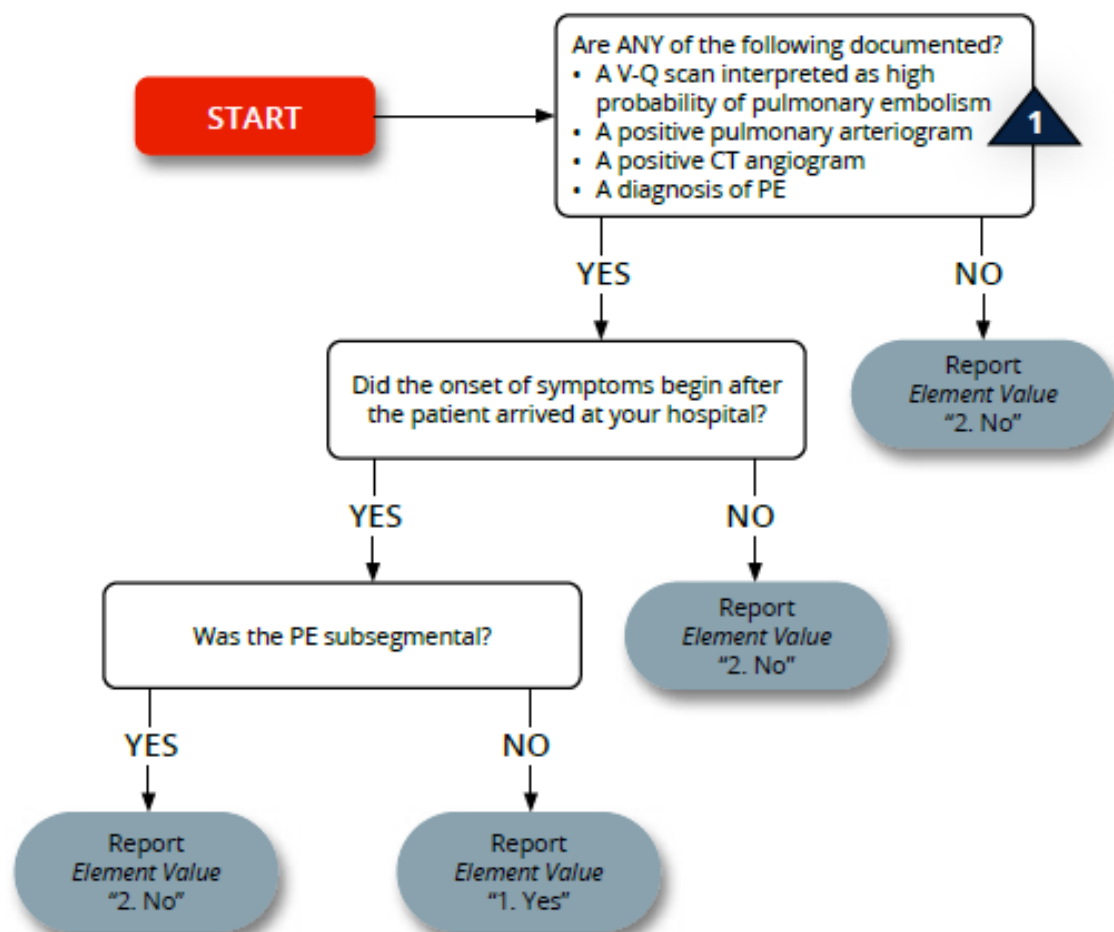 START
Are ANY of the following documented?
• A V-Q scan interpreted as high
probability of pulmonary embolism
• A positive pulmonary arteriogram
• A positive CT angiogram
• A diagnosis of PE
1
YES
NO
Did the onset of symptoms begin after
the patient arrived at your hospital?
Report
Element Value
“2. No”
YES
NO
Was the PE subsegmental?
Report
Element Value
“2. No”
YES
NO
Report
Element Value
“2. No”
Report
Element Value
“1. Yes”